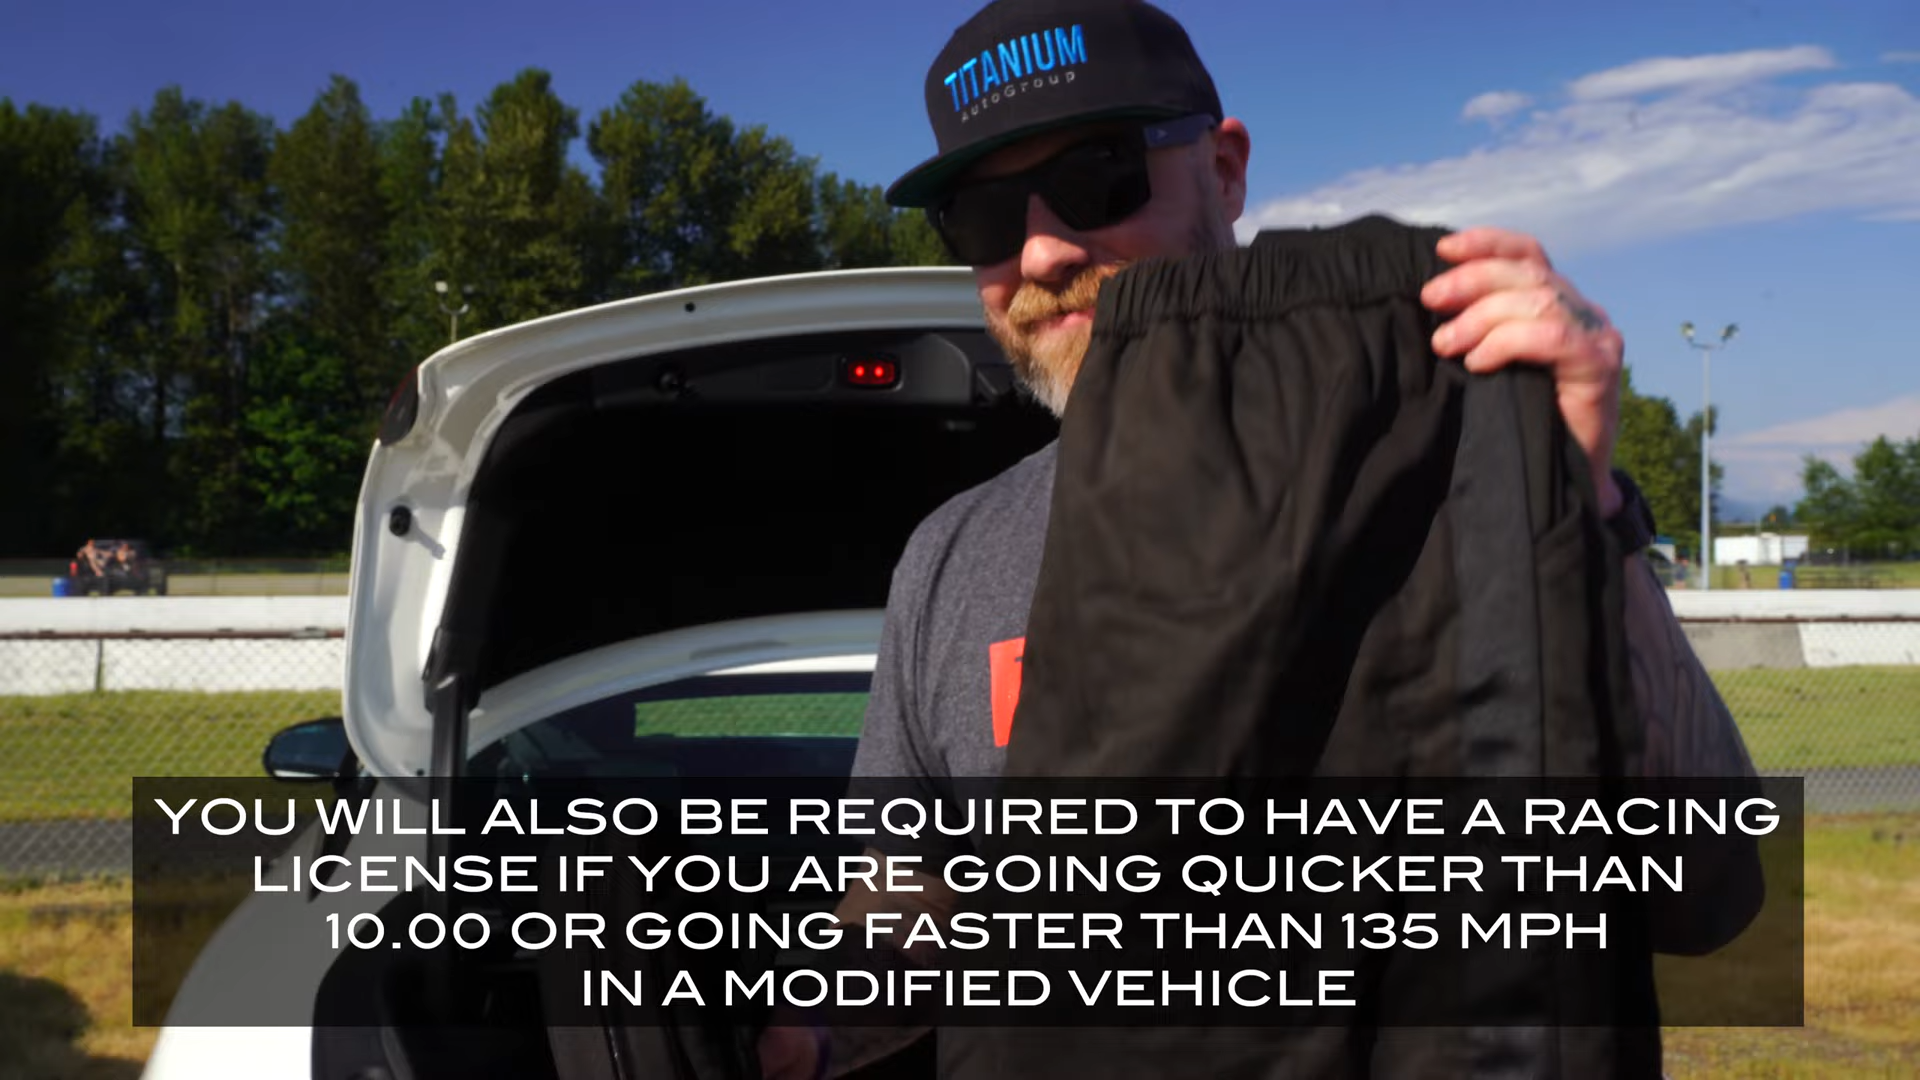 TITANIUM
AutoGroup
YOU WILL ALSO BE REQUIRED TO HAVE A RACING
LICENSE IF YOU ARE GOING QUICKER THAN
10.00 OR GOING FASTER THAN 135 MPH
IN A MODIFIED VEHICLE